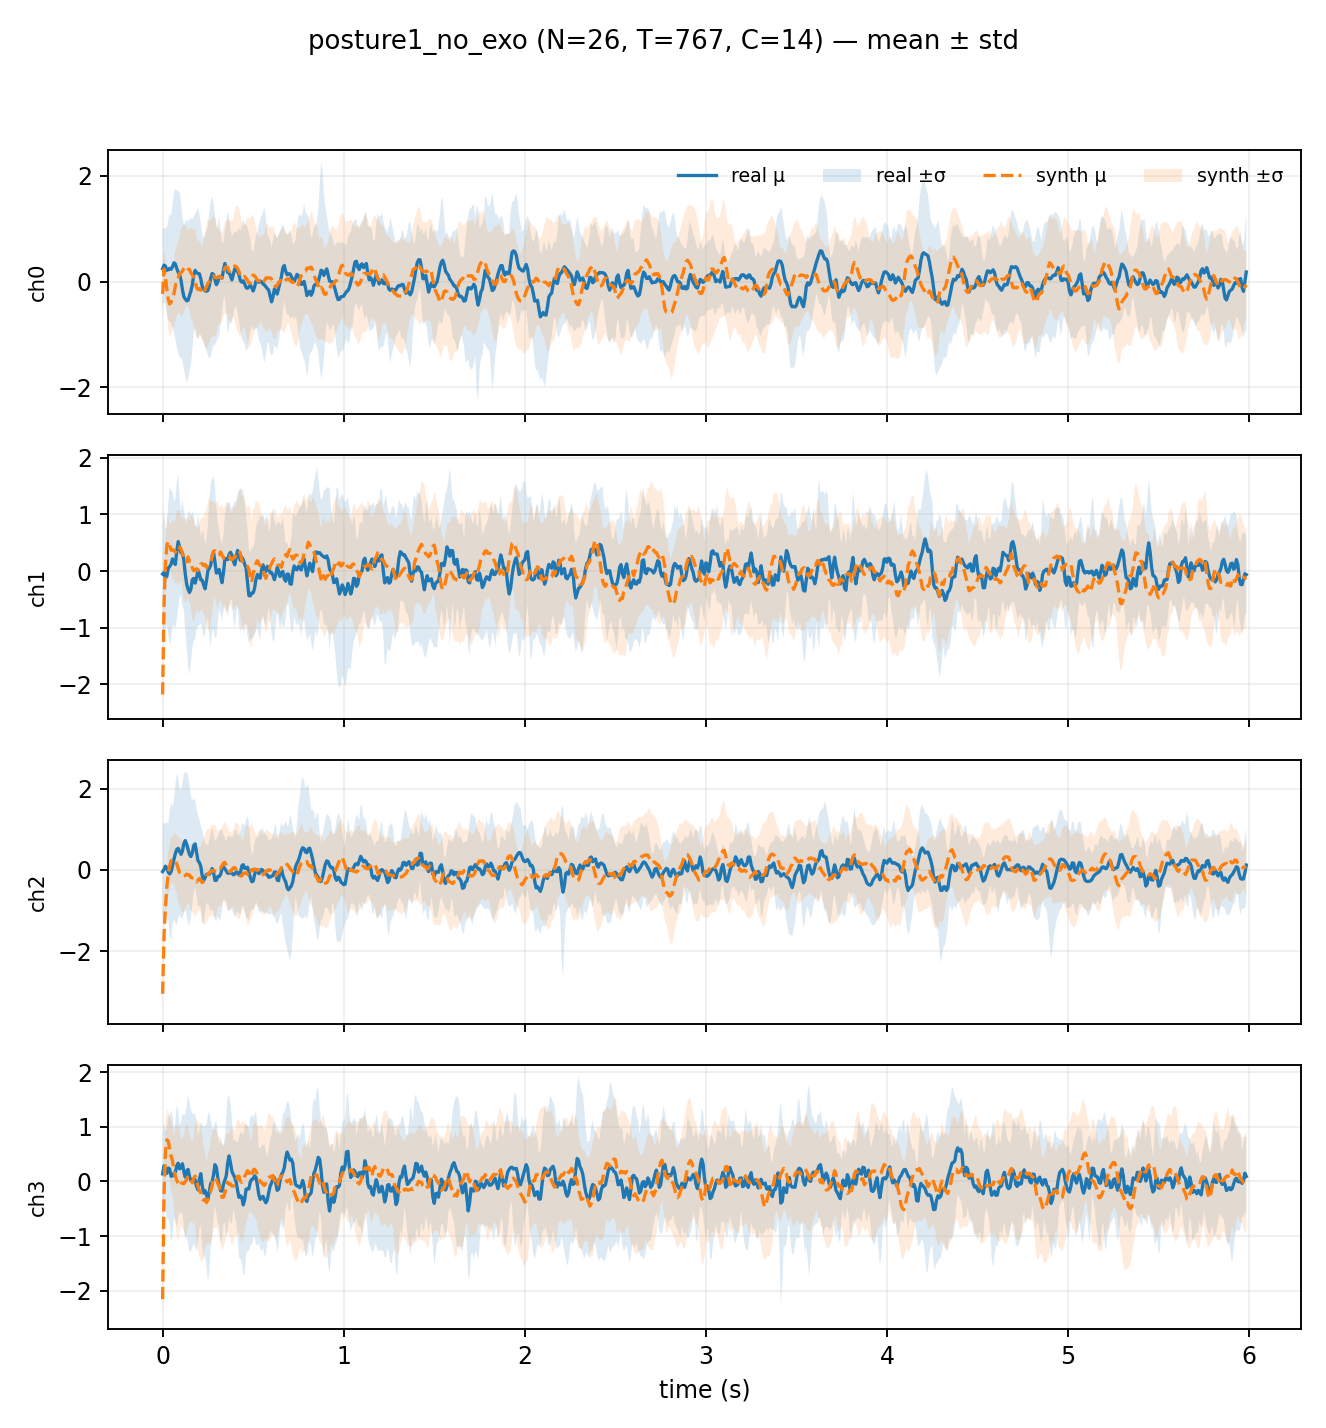 posture1_no_exo (N=26, T=767, C=14) — mean ± std
real μ real ±σ synth μ synth ±σ
2
0
−2
ch0
2
1
0
−1
−2
ch1
2
0
−2
ch2
2
1
0
−1
−2
ch3
0 1 2 3 4 5 6
time (s)